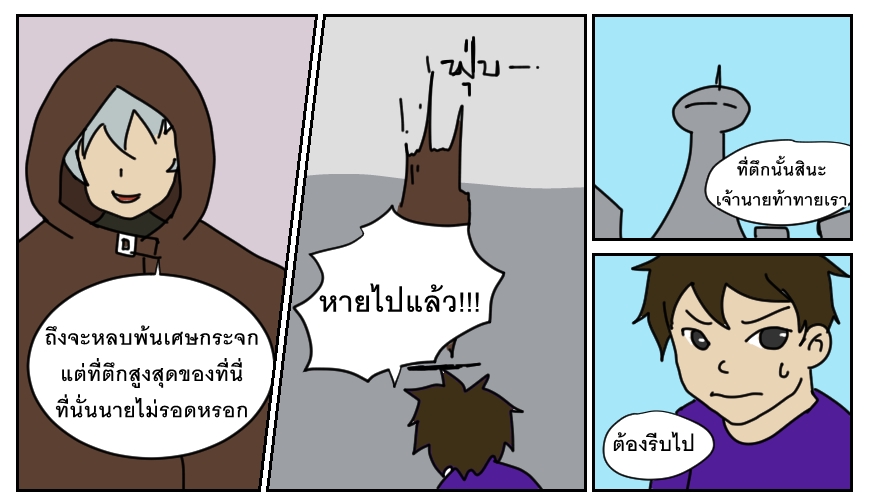 ถึงจะหลบพ้นเศษกระจก
แต่ที่ตึกสูงสุดของที่นี่
ที่นั่นนายไม่รอดหรอก
B
ฟุ่บ
หายไปแล้ว!!!
ที่ตึกนั้นสินะ
เจ้านายท้าทายเรา
ต้องรีบไป